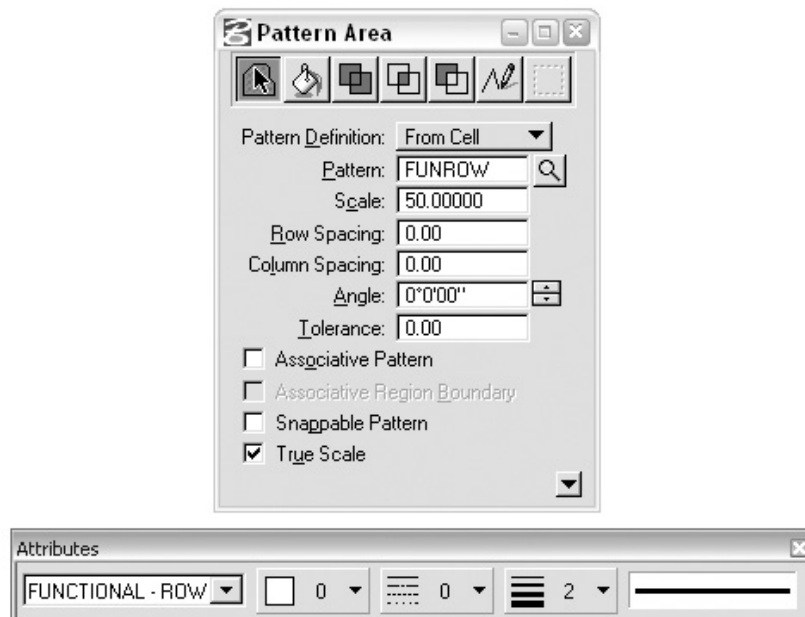 Pattern Area
Pattern Definition: From Cell
Pattern: FUNROW
Scale: 50.00000
Row Spacing: 0.00
Column Spacing: 0.00
Angle: 0°0'00"
Tolerance: 0.00
Associative Pattern
Associative Region Boundary
Snappable Pattern
True Scale
Attributes
FUNCTIONAL - ROW 0 0 2